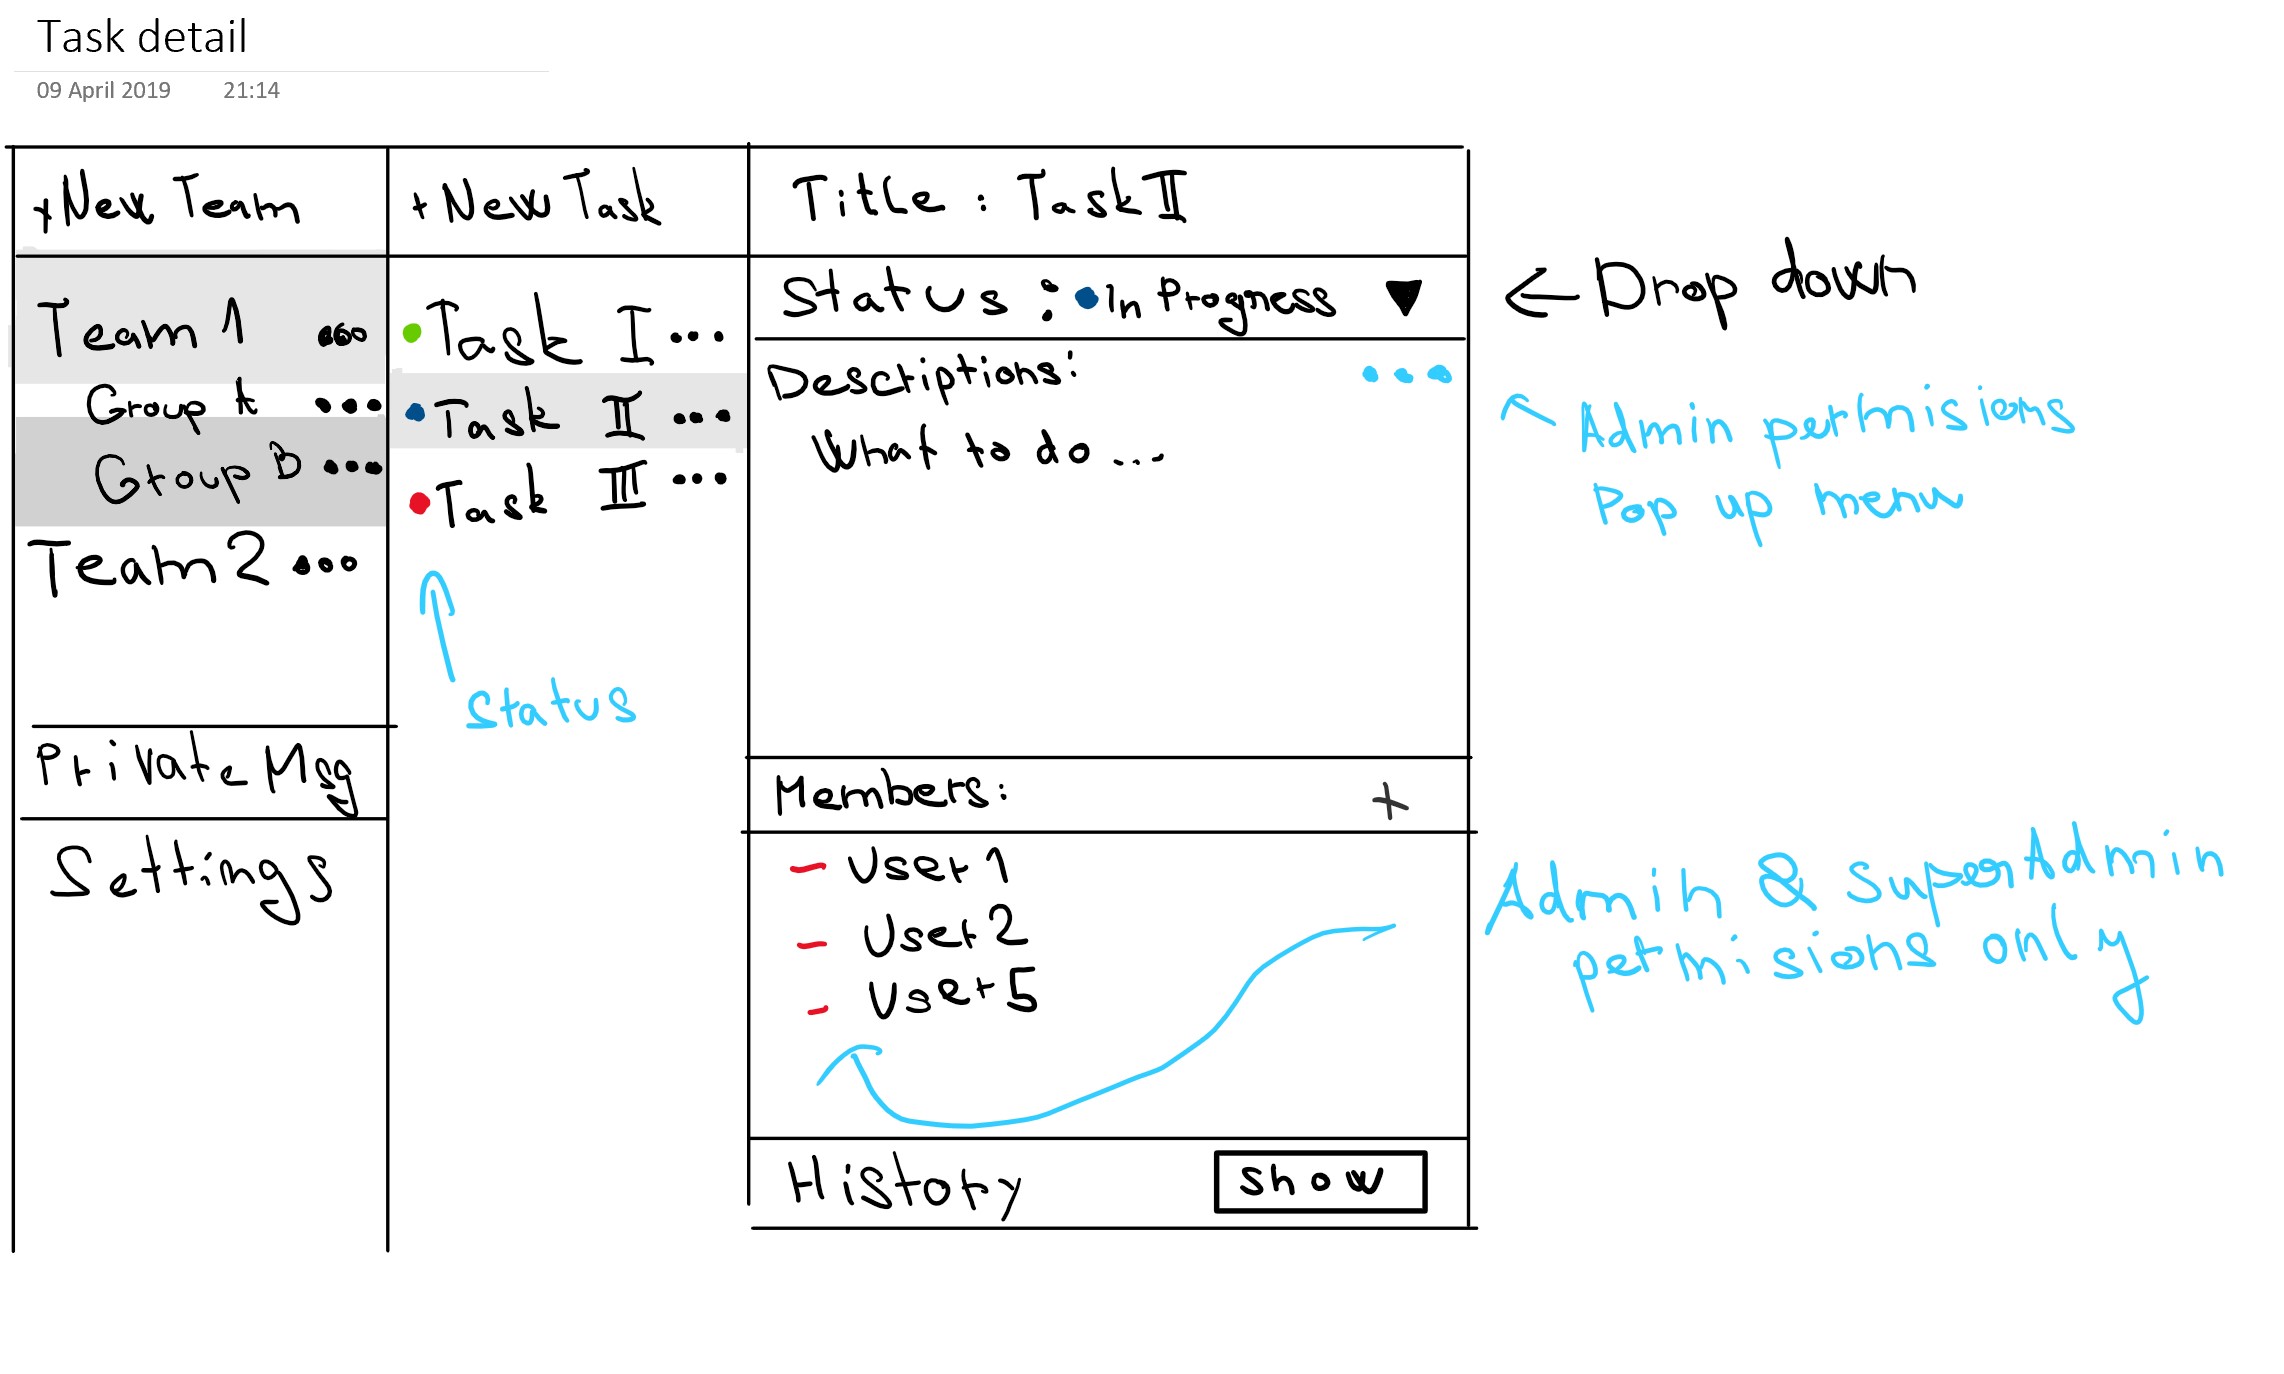 Task detail
09 April 2019 21:14
+New Team
Team 1 •••
Group A •••
Group B •••
Team 2 •••
Private Msg
Settings
+New Task
Task I •••
Task II •••
Task III •••
Status
Title : Task II
Status : In Progress ▼
Descriptions: •••
What to do ...
Members: +
- User 1
- User 2
- User 5
History show
← Drop down
Admin permisions
Pop up menu
Admin & SuperAdmin
permisions only